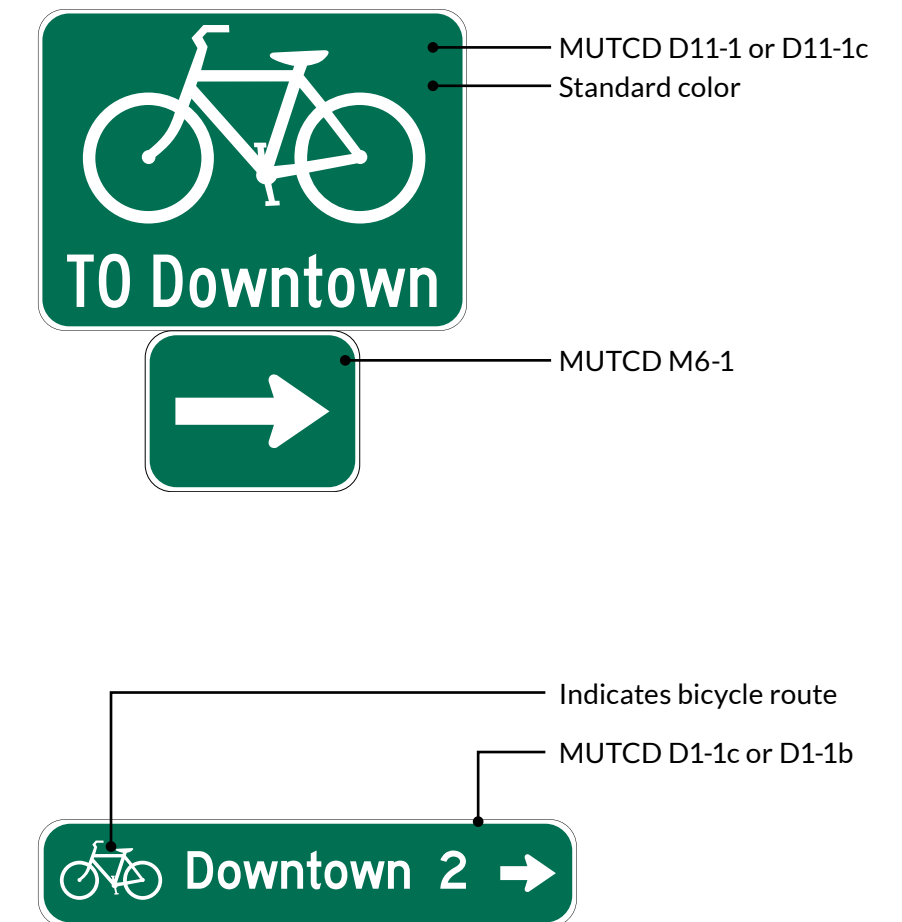 MUTCD D11-1 or D11-1c
Standard color
TO Downtown
MUTCD M6-1
Indicates bicycle route
MUTCD D1-1c or D1-1b
Downtown 2